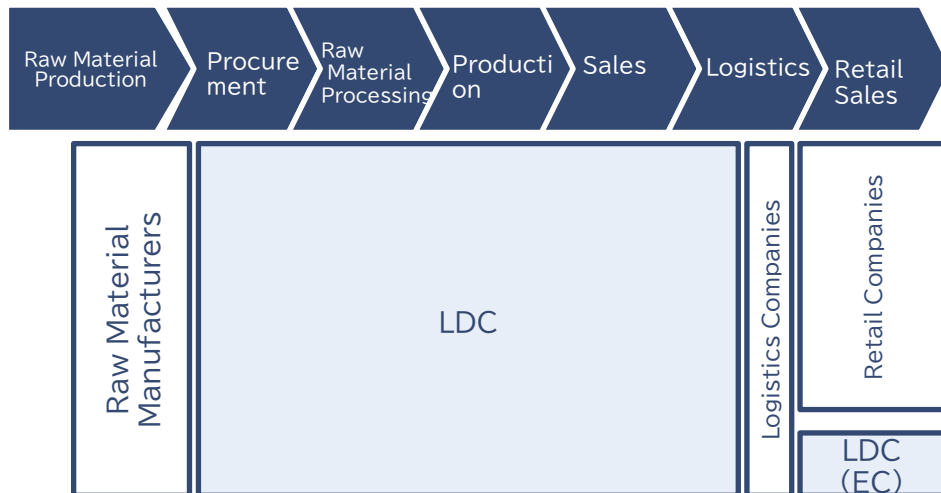 Raw Material
Production
Procure
ment
Raw
Material
Processing
Producti
on
Sales
Logistics
Retail
Sales
Raw Material
Manufacturers
LDC
Logistics Companies
Retail Companies
LDC
(EC)